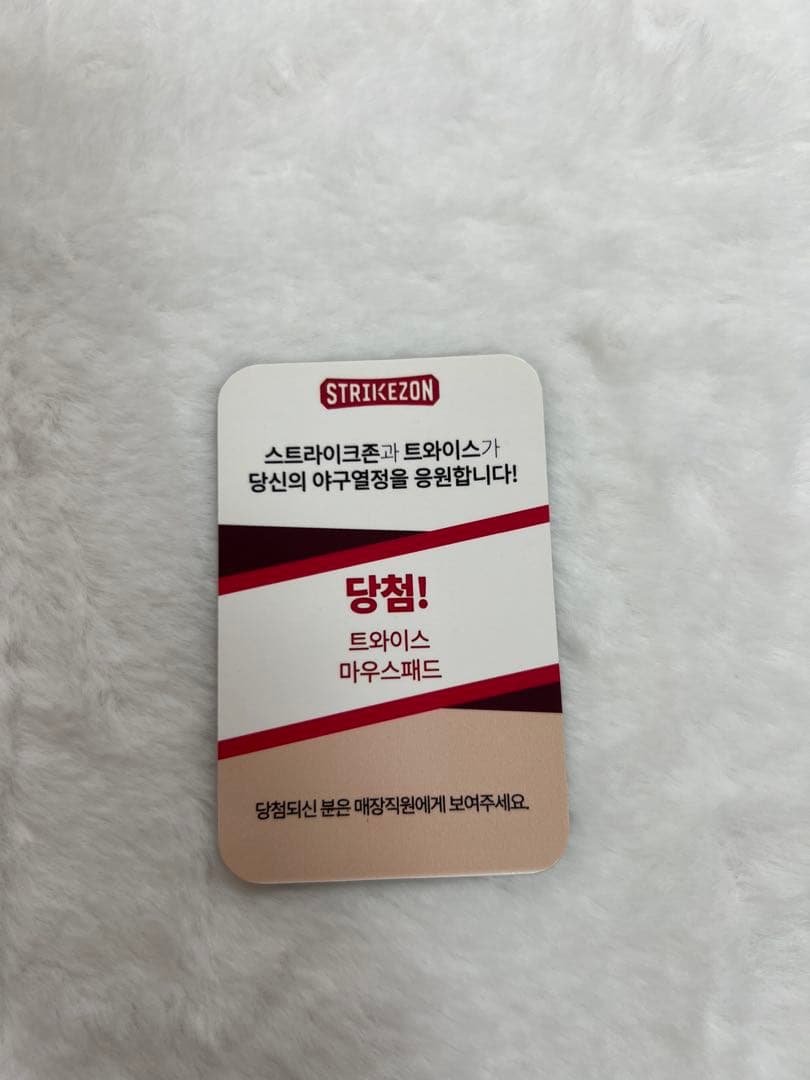 STRIKEZON
스트라이크존과 트와이스가
당신의 야구열정을 응원합니다!
당첨!
트와이스
마우스패드
당첨되신 분은 매장직원에게 보여주세요.